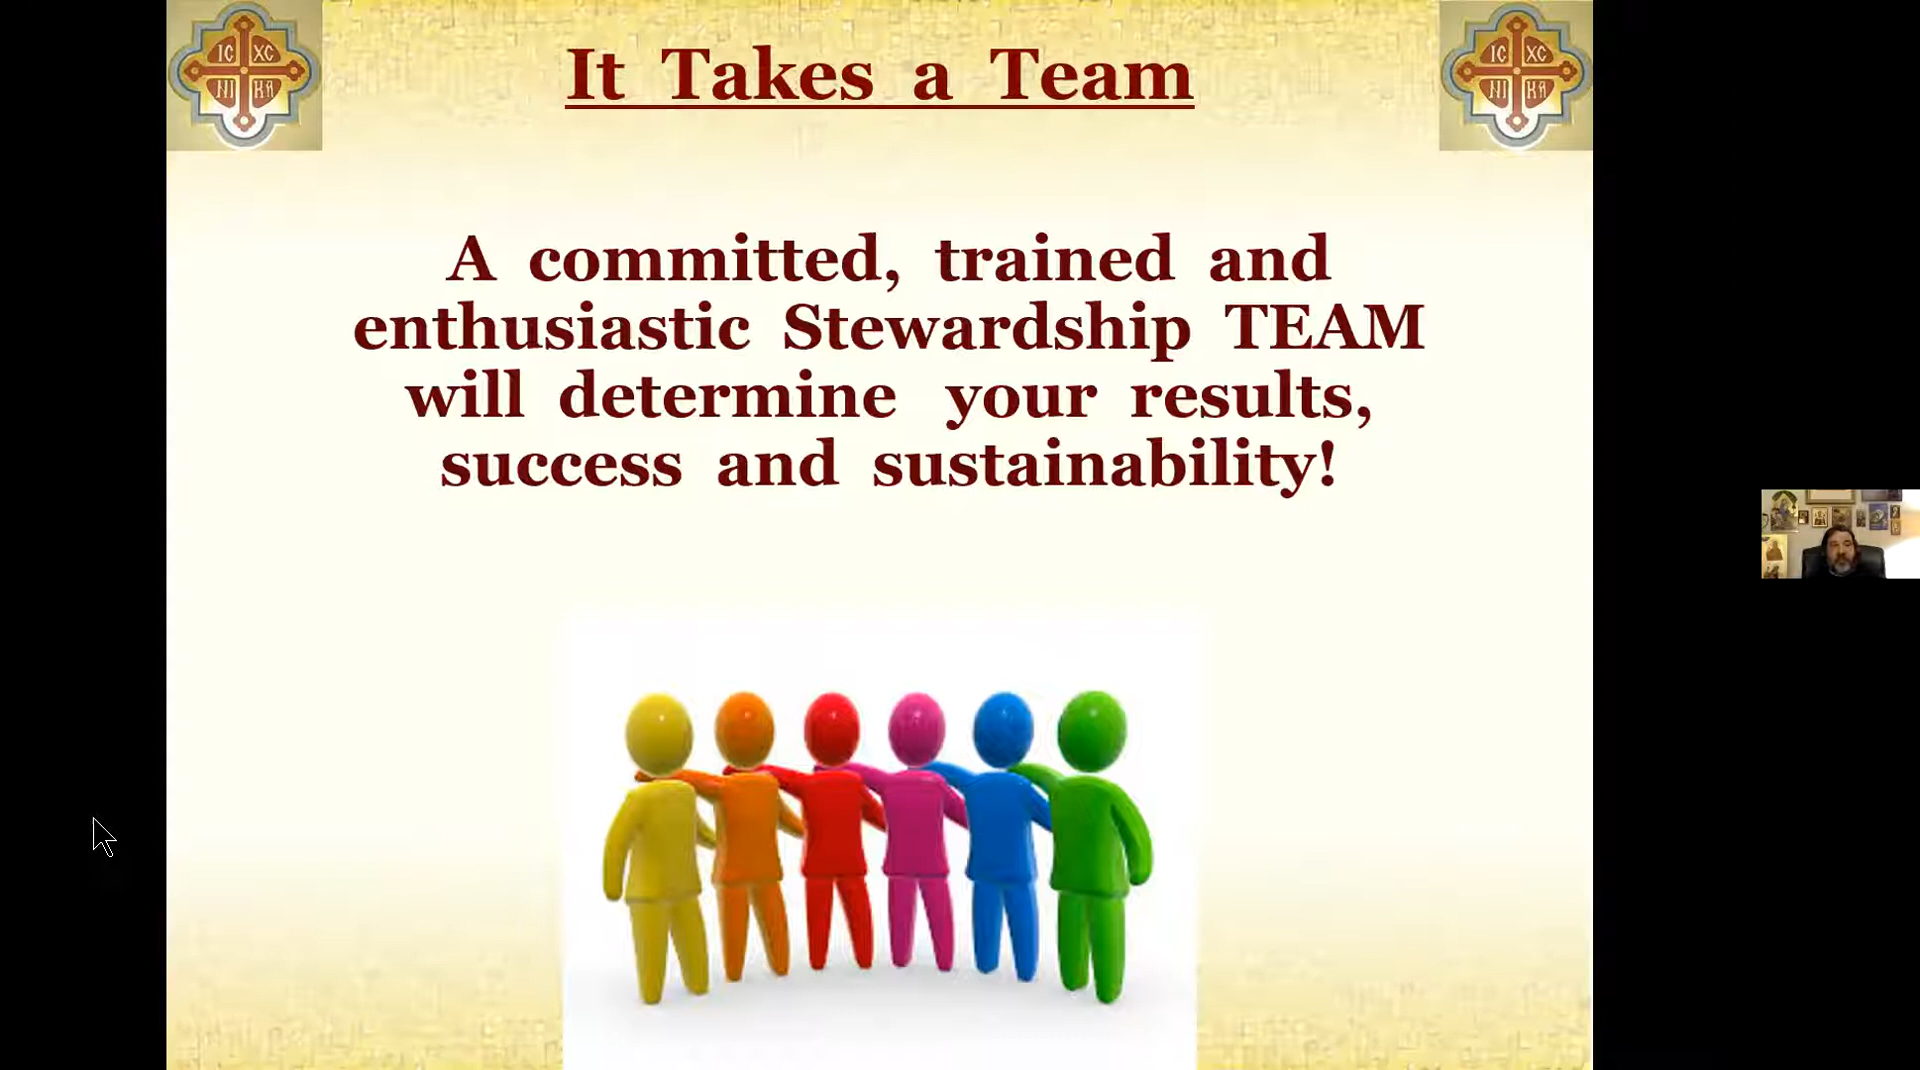 IC XC
NI KA
It Takes a Team
IC XC
NI KA
A committed, trained and
enthusiastic Stewardship TEAM
will determine your results,
success and sustainability!